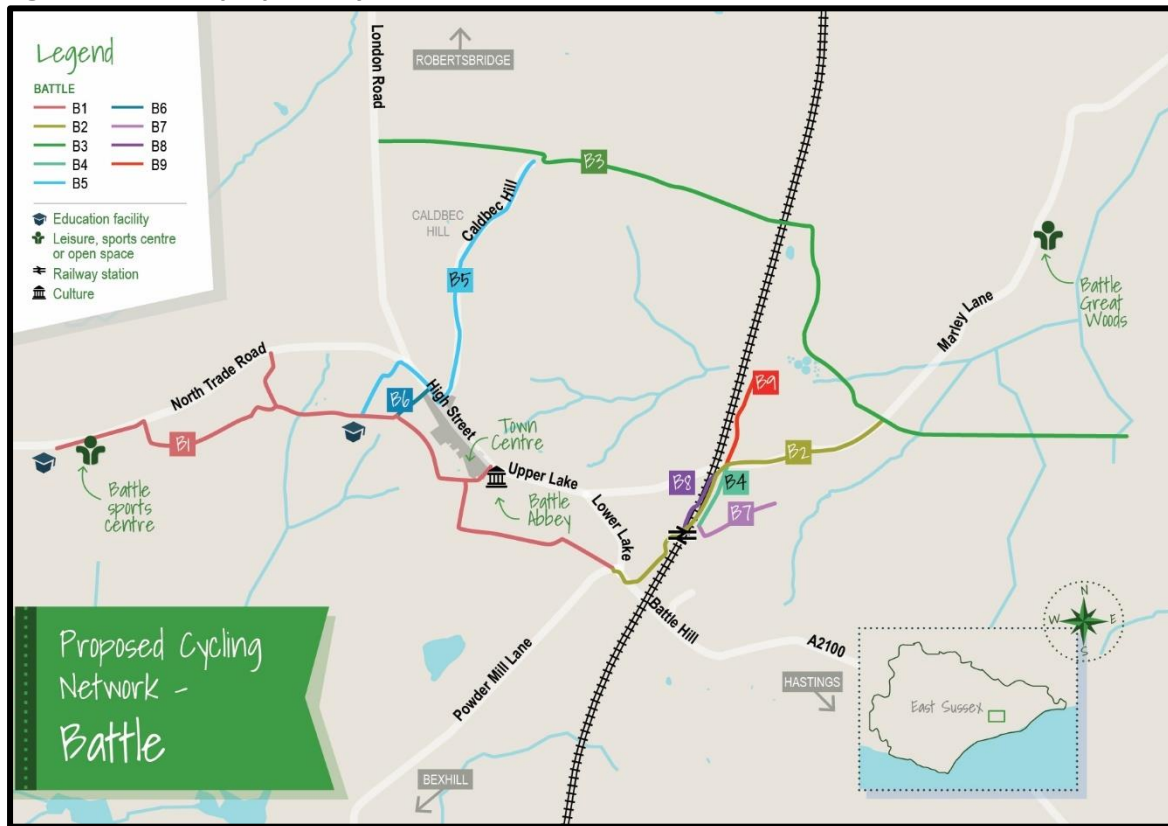 Legend
BATTLE
B1
B2
B3
B4
B5
B6
B7
B8
B9
Education facility
Leisure, sports centre
or open space
Railway station
Culture
London Road
ROBERTSBRIDGE
B3
CALDBEC
HILL
Caldbec Hill
B5
Marley Lane
Battle
Great
Woods
North Trade Road
B6
High Street
B9
B1
Town
Centre
B2
Battle
sports
centre
Upper Lake
B8
B4
Battle
Abbey
Lower Lake
B7
Battle Hill
A2100
Powder Mill Lane
HASTINGS
BEXHILL
Proposed Cycling
Network -
Battle
N
W
E
S
East Sussex